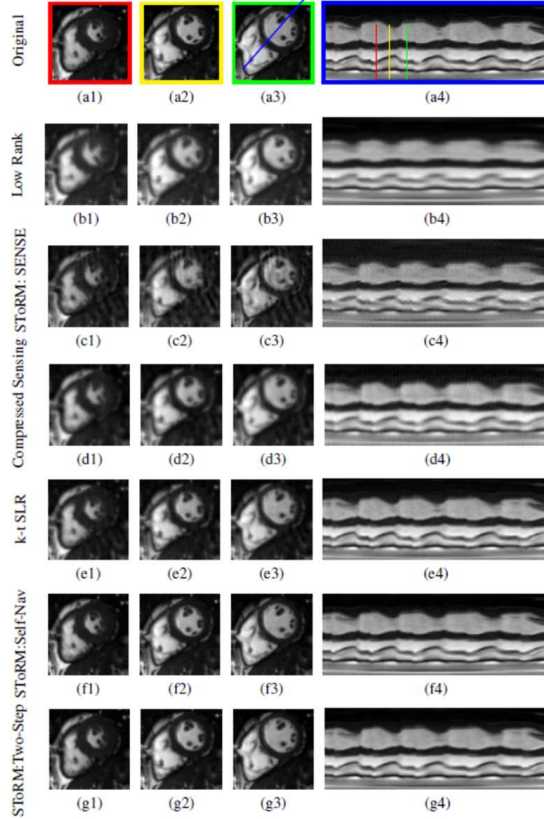 Original
(a1) (a2) (a3) (a4)
Low Rank
(b1) (b2) (b3) (b4)
SToRM: SENSE
(c1) (c2) (c3) (c4)
Compressed Sensing
(d1) (d2) (d3) (d4)
k-t SLR
(e1) (e2) (e3) (e4)
SToRM:Self-Nav
(f1) (f2) (f3) (f4)
SToRM:Two-Step
(g1) (g2) (g3) (g4)